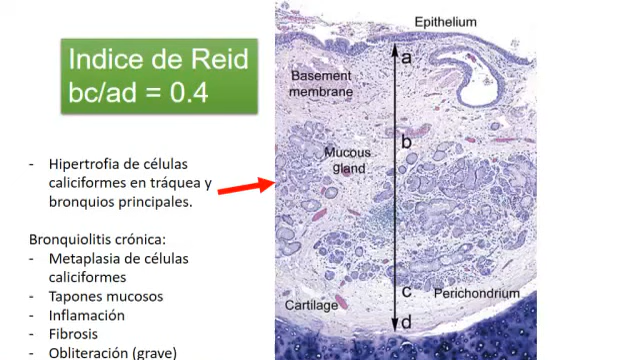 Indice de Reid
bc/ad = 0.4
- Hipertrofia de células
caliciformes en tráquea y
bronquios principales.
Bronquiolitis crónica:
- Metaplasia de células
caliciformes
- Tapones mucosos
- Inflamación
- Fibrosis
- Obliteración (grave)
Epithelium
a
Basement
membrane
b
Mucous
gland
c
Perichondrium
Cartilage
d